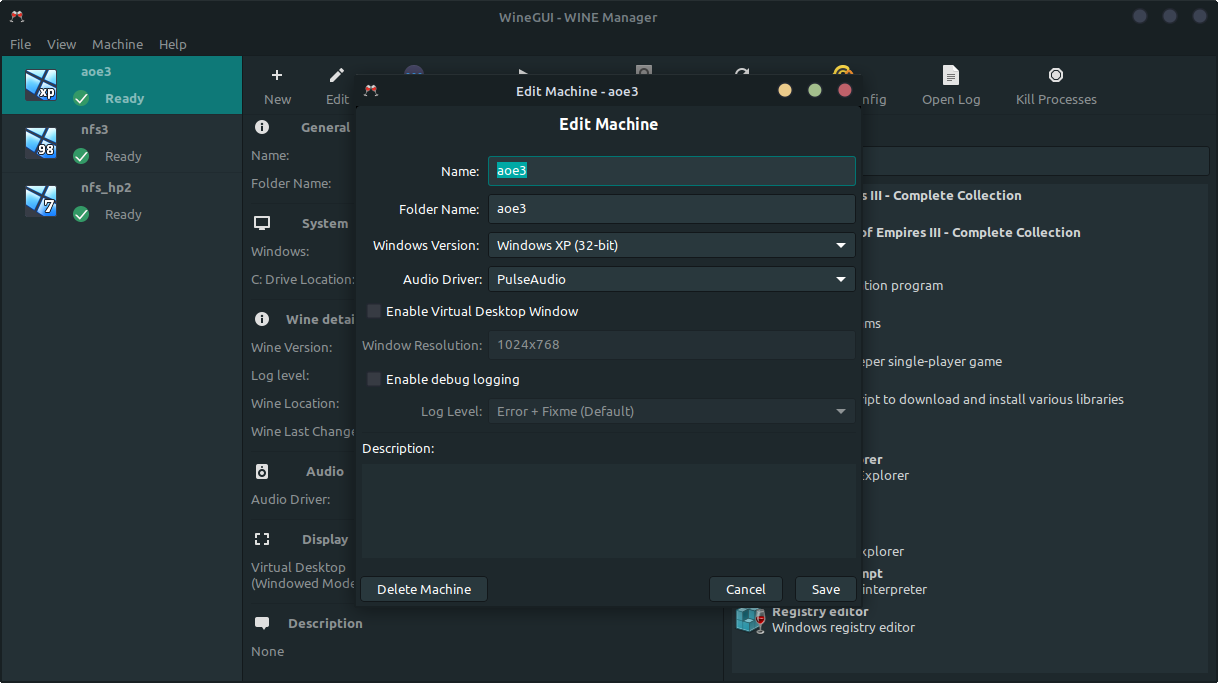 WineGUI - WINE Manager
File View Machine Help
aoe3
Ready
nfs3
Ready
nfs_hp2
Ready
New
Edit
nfig
Open Log
Kill Processes
General
Name:
Folder Name:
System
Windows:
C: Drive Location:
Wine detai
Wine Version:
Log level:
Wine Location:
Wine Last Change
Audio
Audio Driver:
Display
Virtual Desktop
(Windowed Mode
Description
None
Edit Machine - aoe3
Edit Machine
Name: aoe3
Folder Name: aoe3
Windows Version: Windows XP (32-bit)
Audio Driver: PulseAudio
Enable Virtual Desktop Window
Window Resolution: 1024x768
Enable debug logging
Log Level: Error + Fixme (Default)
Description:
Delete Machine
Cancel
Save
s III - Complete Collection
of Empires III - Complete Collection
tion program
ms
eper single-player game
ript to download and install various libraries
rer
Explorer
xplorer
mpt
interpreter
Registry editor
Windows registry editor